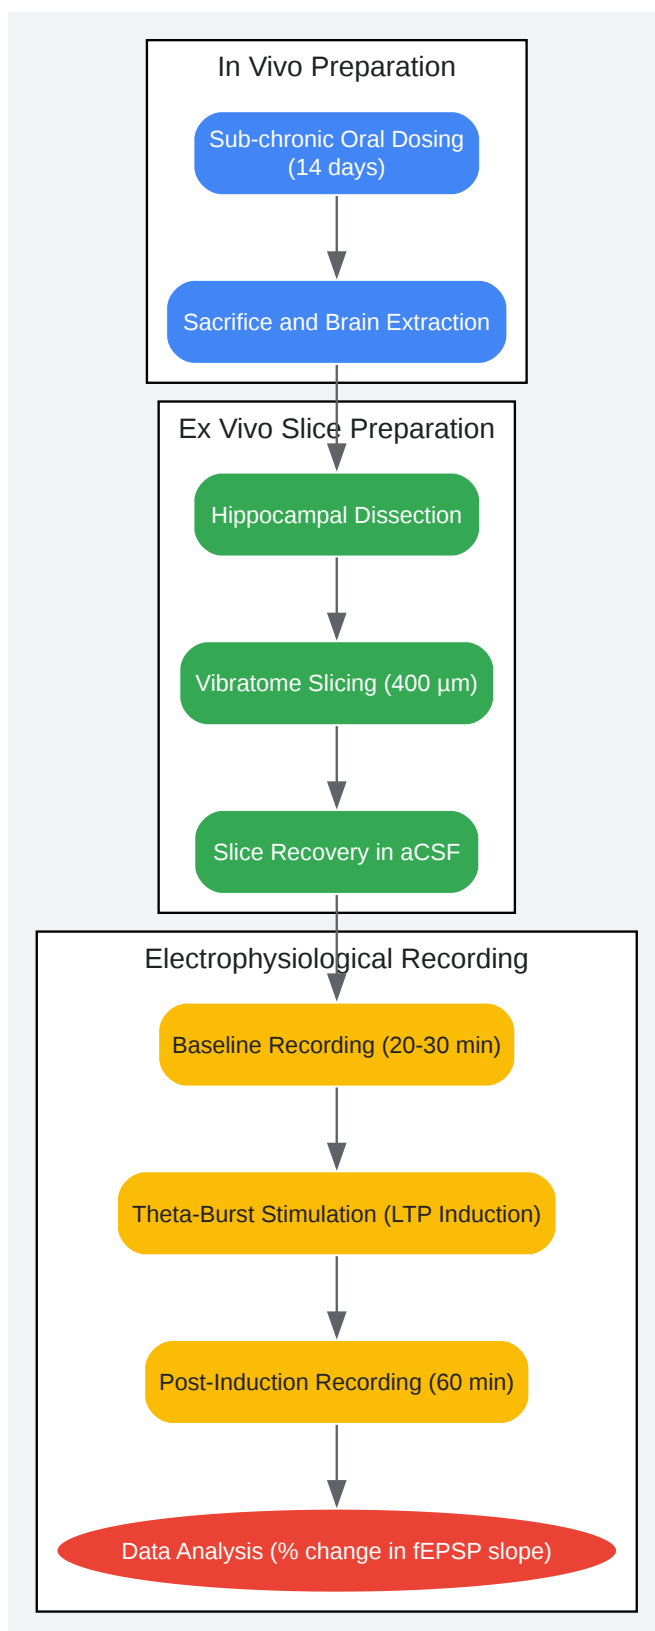 In Vivo Preparation
Sub-chronic Oral Dosing
(14 days)
Sacrifice and Brain Extraction
Ex Vivo Slice Preparation
Hippocampal Dissection
Vibratome Slicing (400 µm)
Slice Recovery in aCSF
Electrophysiological Recording
Baseline Recording (20-30 min)
Theta-Burst Stimulation (LTP Induction)
Post-Induction Recording (60 min)
Data Analysis (% change in fEPSP slope)